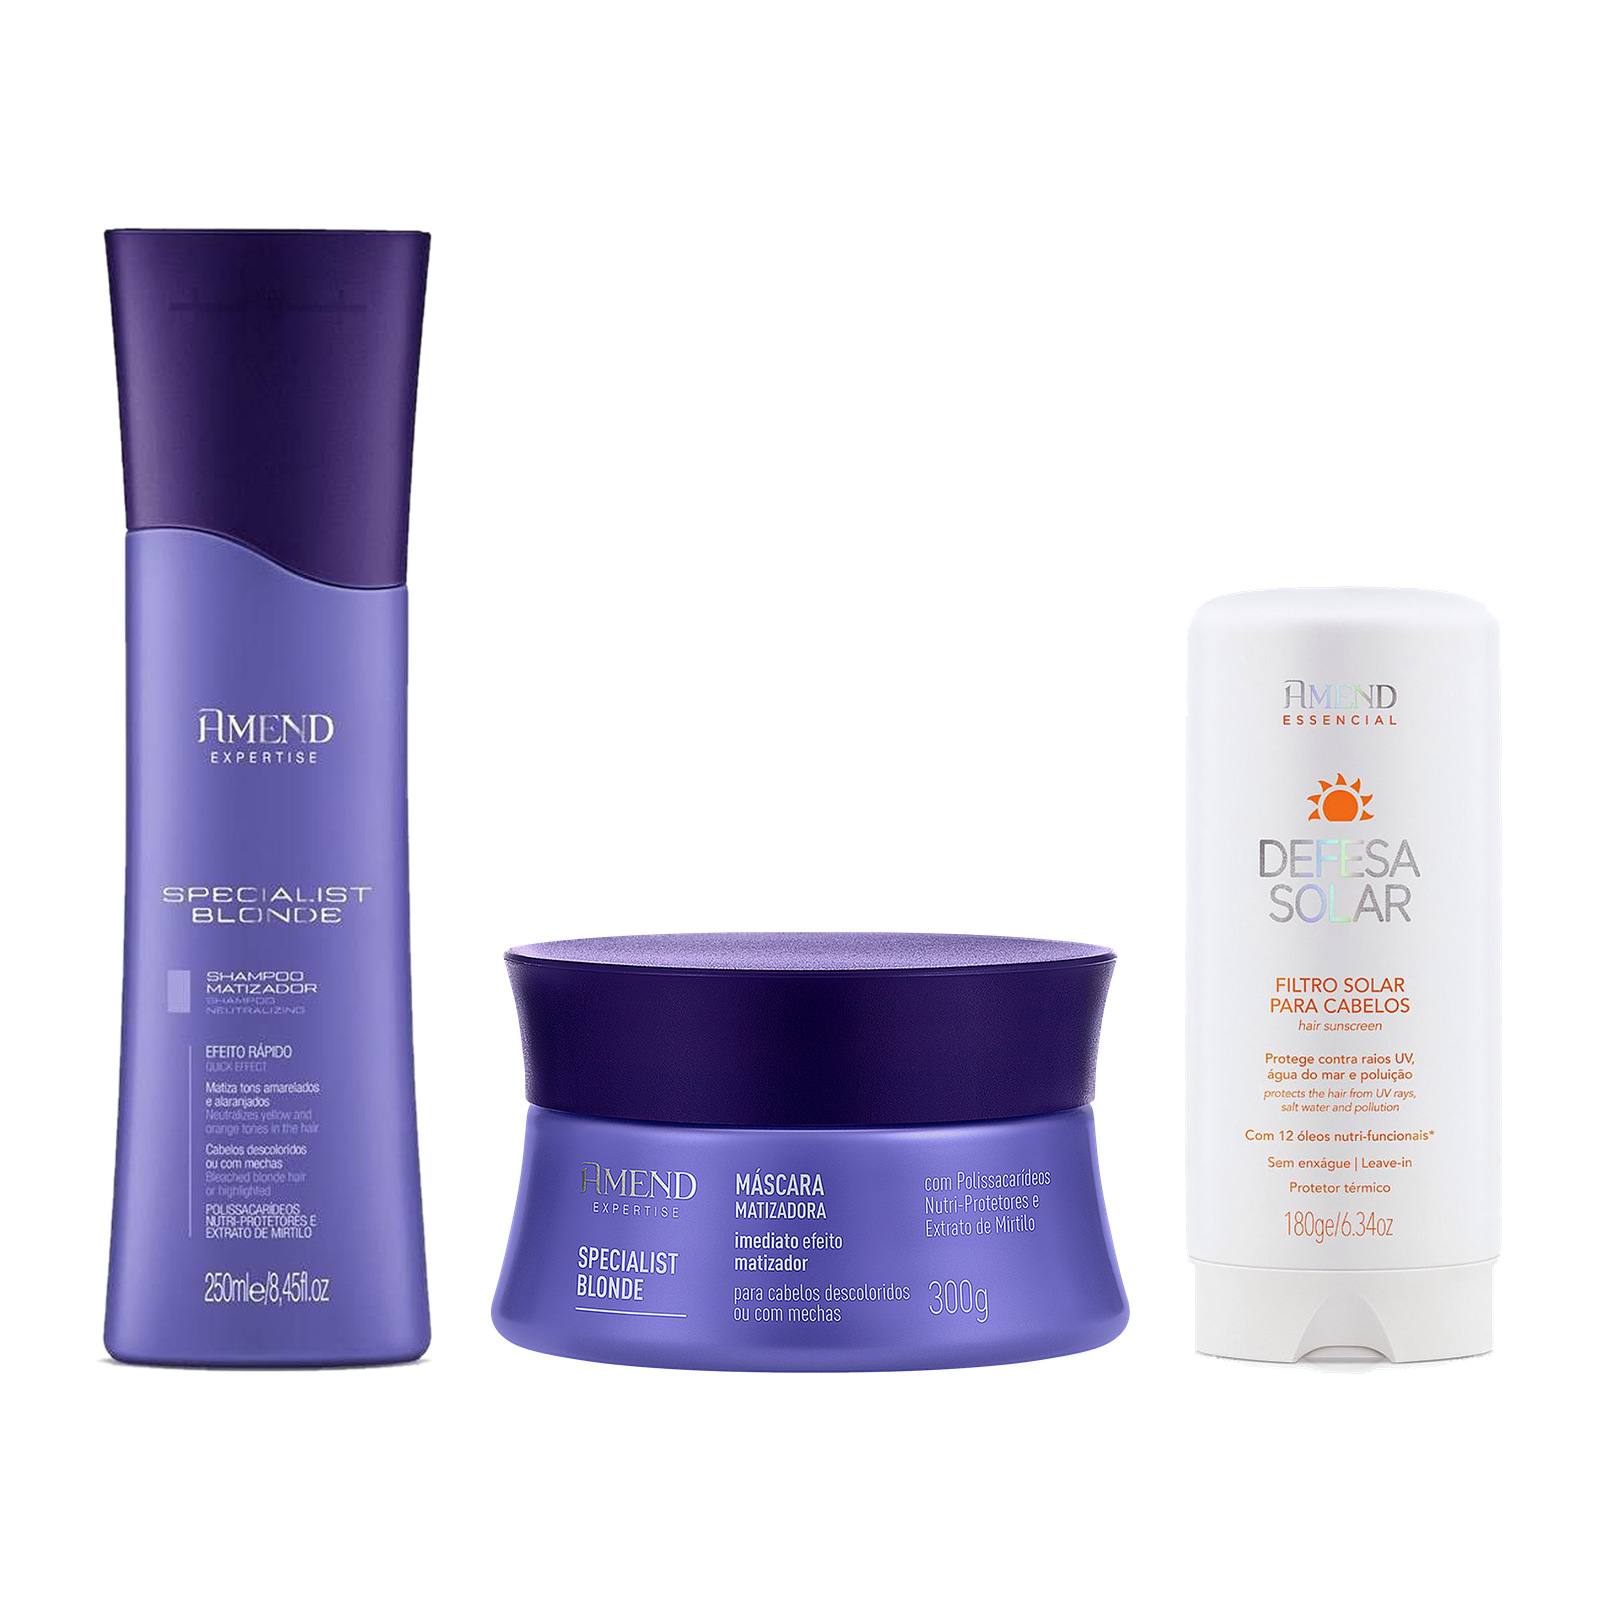 AMEND
EXPERTISE
SPECIALIST
BLONDE
SHAMPOO
MATIZADOR
SHAMPOO
NEUTRALIZING
EFEITO RÁPIDO
QUICK EFFECT
Matiza tons amarelados
e alaranjados
Neutralizes yellow and
orange tones in the hair
Cabelos descoloridos
ou com mechas
Bleached blonde hair
or highlighted
POLISSACARÍDEOS
NUTRI-PROTETORES E
EXTRATO DE MIRTILO
250ml e/8,45fl.oz
AMEND
EXPERTISE
SPECIALIST
BLONDE
MÁSCARA
MATIZADORA
imediato efeito
matizador
para cabelos descoloridos
ou com mechas
com Polissacarídeos
Nutri-Protetores e
Extrato de Mirtilo
300g
AMEND
ESSENCIAL
DEFESA
SOLAR
FILTRO SOLAR
PARA CABELOS
hair sunscreen
Protege contra raios UV,
água do mar e poluição
protects the hair from UV rays,
salt water and pollution
Com 12 óleos nutri-funcionais*
Sem enxágue | Leave-in
Protetor térmico
180g e/6.34oz